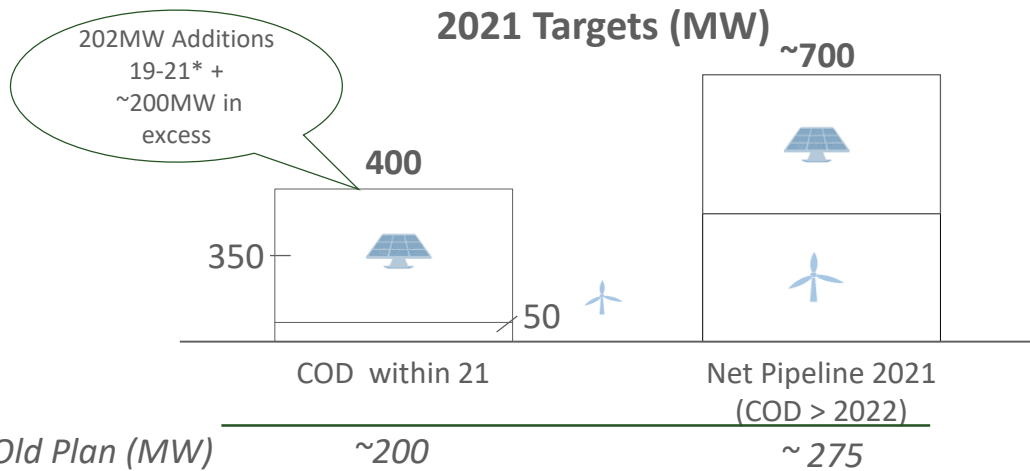 2021 Targets (MW)
202MW Additions
19-21* +
~200MW in
excess
400
~700
350
50
COD within 21
Net Pipeline 2021
(COD > 2022)
Old Plan (MW)
~200
~ 275